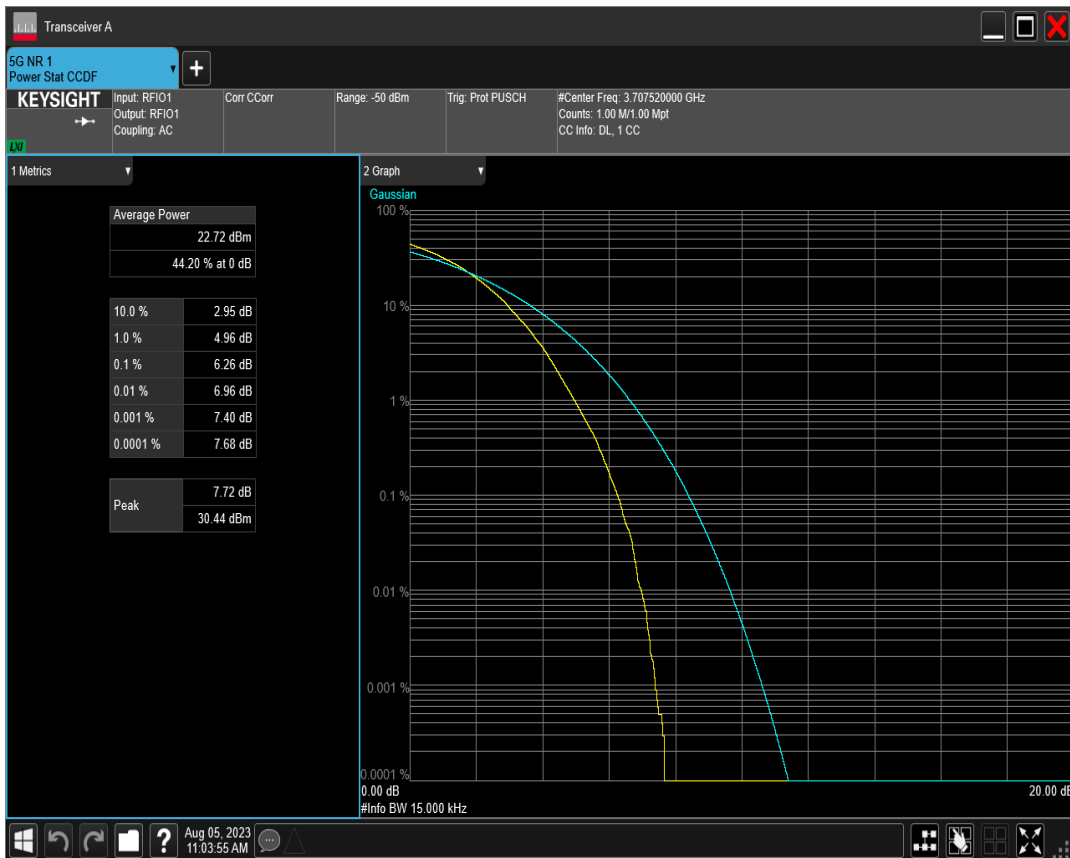 Transceiver A
5G NR 1
Power Stat CCDF
+
KEYSIGHT
LXI
Input: RFIO1
Output: RFIO1
Coupling: AC
Corr CCorr
Range: -50 dBm
Trig: Prot PUSCH
#Center Freq: 3.707520000 GHz
Counts: 1.00 M/1.00 Mpt
CC Info: DL, 1 CC
1 Metrics
Average Power
22.72 dBm
44.20 % at 0 dB
10.0 % 2.95 dB
1.0 % 4.96 dB
0.1 % 6.26 dB
0.01 % 6.96 dB
0.001 % 7.40 dB
0.0001 % 7.68 dB
Peak
7.72 dB
30.44 dBm
2 Graph
Gaussian
100 %
10 %
1 %
0.1 %
0.01 %
0.001 %
0.0001 %
0.00 dB 20.00 dB
#Info BW 15.000 kHz
?
Aug 05, 2023
11:03:55 AM